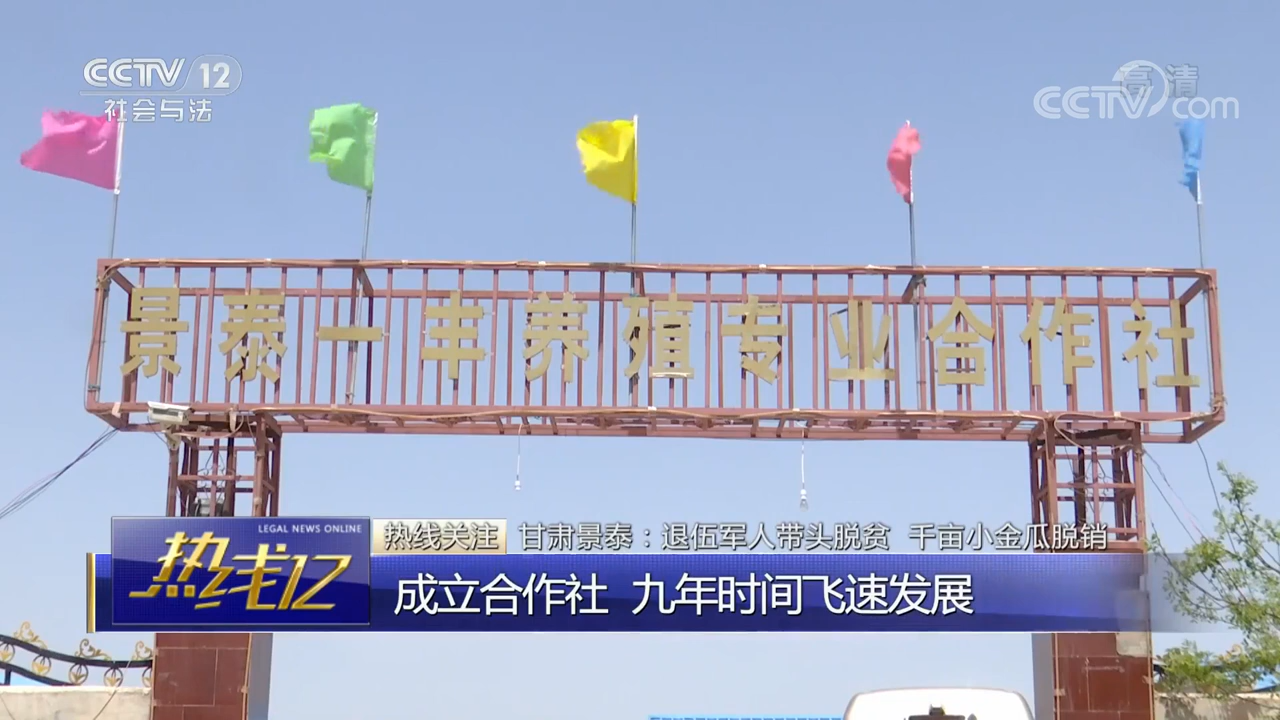 CCTV 12
社会与法
高清
CCTV.com
景泰一丰养殖专业合作社
LEGAL NEWS ONLINE
热线12
热线关注 甘肃景泰：退伍军人带头脱贫 千亩小金瓜脱销
成立合作社 九年时间飞速发展